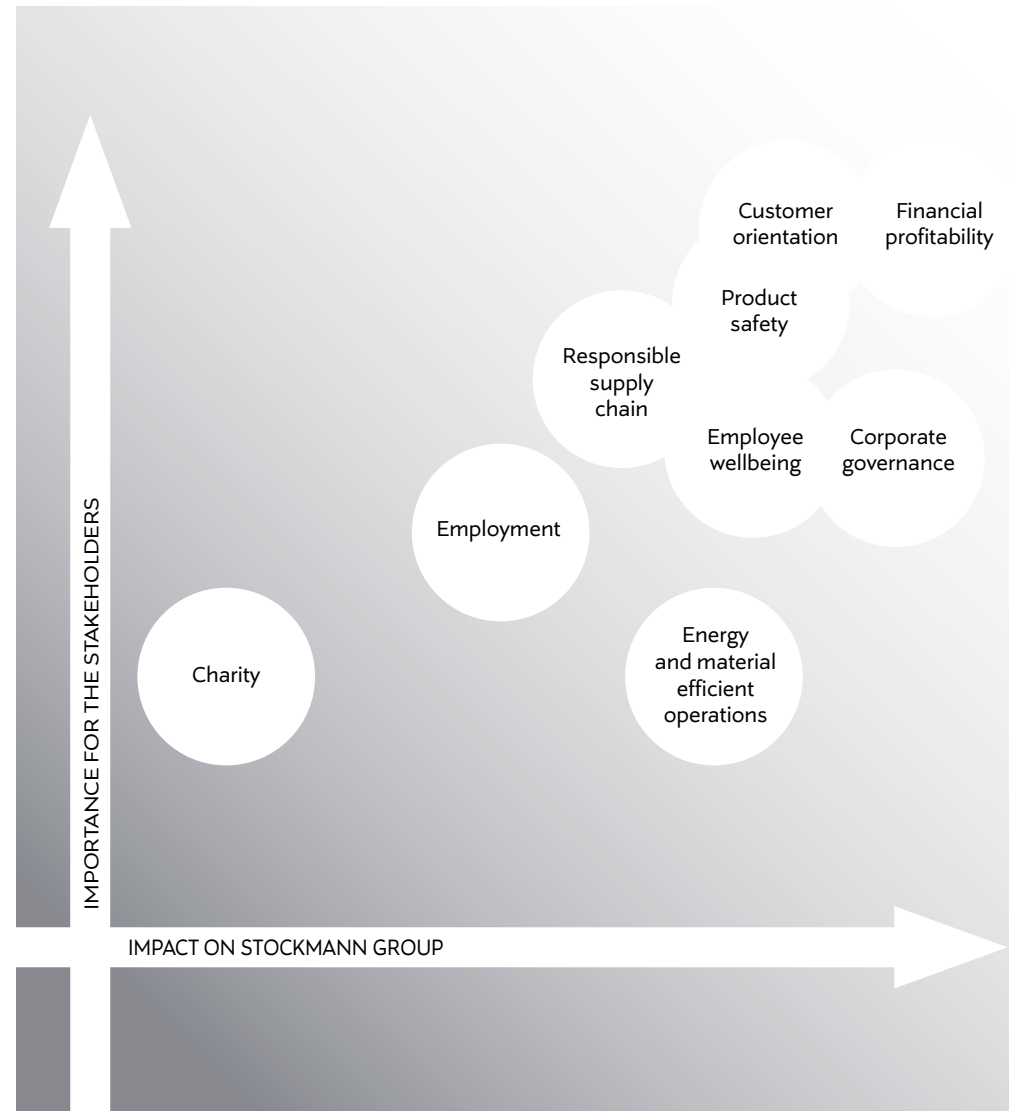 Customer
orientation
Financial
profitability
Product
safety
Responsible
supply
chain
Employee
wellbeing
Corporate
governance
Employment
Charity
Energy
and material
efficient
operations
IMPORTANCE FOR THE STAKEHOLDERS
IMPACT ON STOCKMANN GROUP